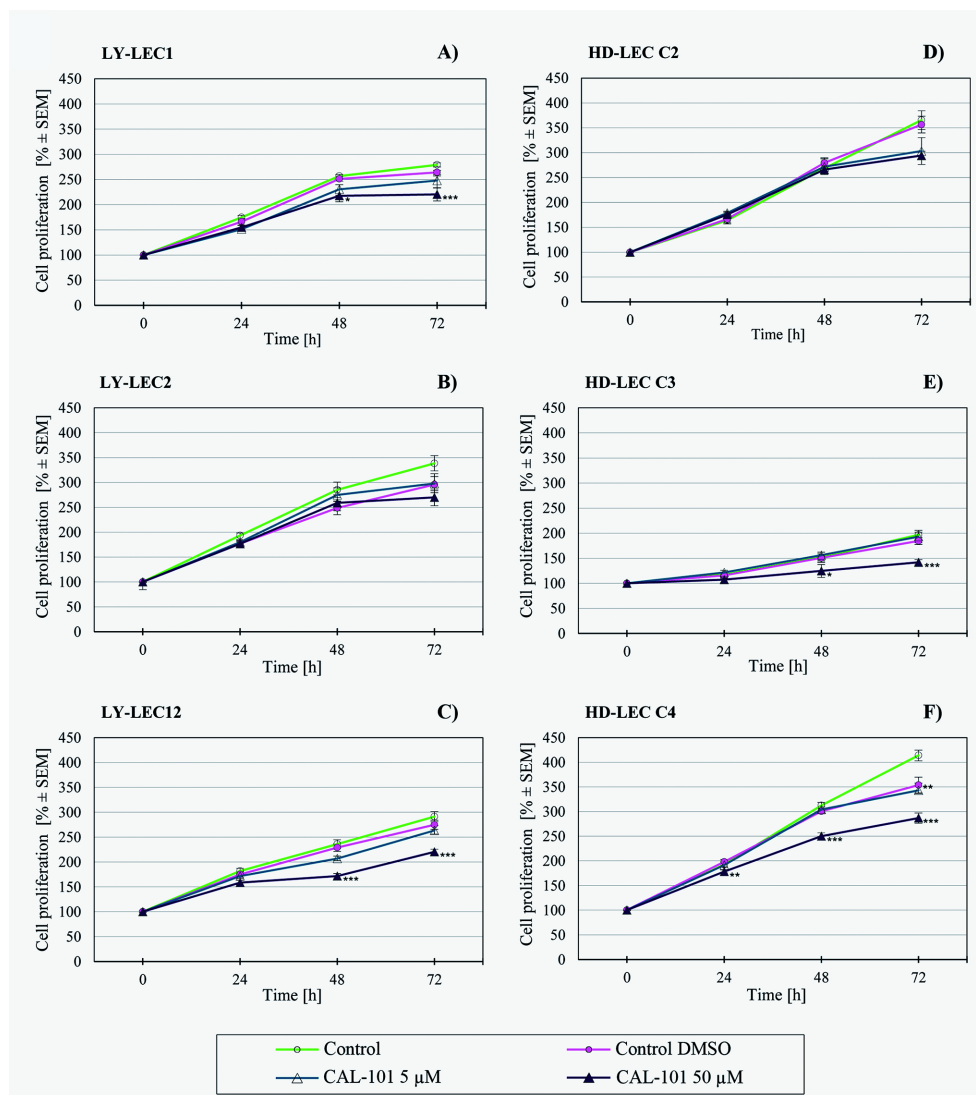 LY-LEC1 A)
Cell proliferation [% ± SEM]
450
400
350
300
250
200
150
100
50
0
*
***
0 24 48 72
Time [h]
HD-LEC C2 D)
Cell proliferation [% ± SEM]
450
400
350
300
250
200
150
100
50
0
0 24 48 72
Time [h]
LY-LEC2 B)
Cell proliferation [% ± SEM]
450
400
350
300
250
200
150
100
50
0
0 24 48 72
Time [h]
HD-LEC C3 E)
Cell proliferation [% ± SEM]
450
400
350
300
250
200
150
100
50
0
*
***
0 24 48 72
Time [h]
LY-LEC12 C)
Cell proliferation [% ± SEM]
450
400
350
300
250
200
150
100
50
0
***
***
0 24 48 72
Time [h]
HD-LEC C4 F)
Cell proliferation [% ± SEM]
450
400
350
300
250
200
150
100
50
0
**
***
***
**
0 24 48 72
Time [h]
Control Control DMSO
CAL-101 5 µM CAL-101 50 µM